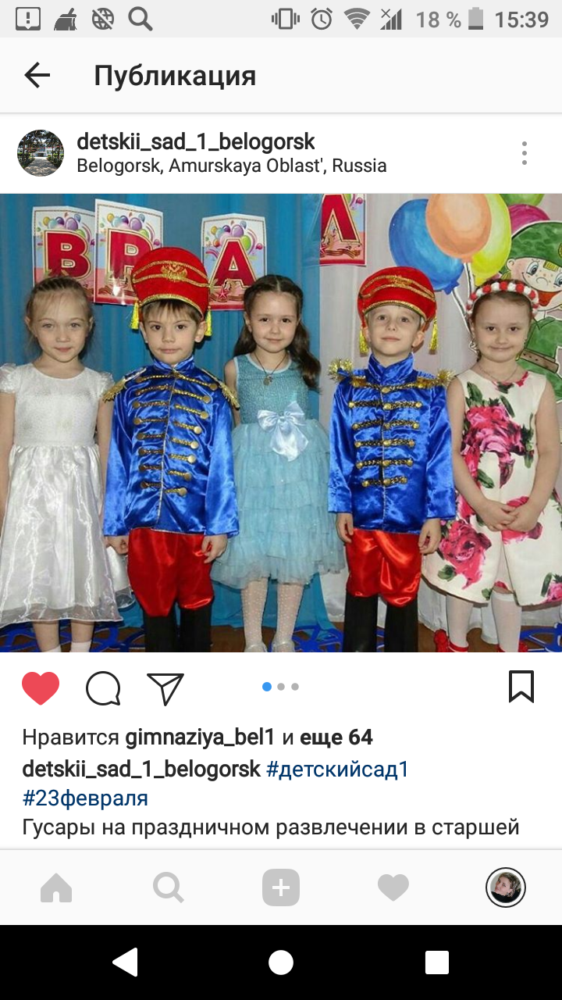 18 % 15:39
Публикация
detskii_sad_1_belogorsk
Belogorsk, Amurskaya Oblast', Russia
В Р А Л
Нравится gimnaziya_bel1 и еще 64
detskii_sad_1_belogorsk #детскийсад1
#23февраля
Гусары на праздничном развлечении в старшей